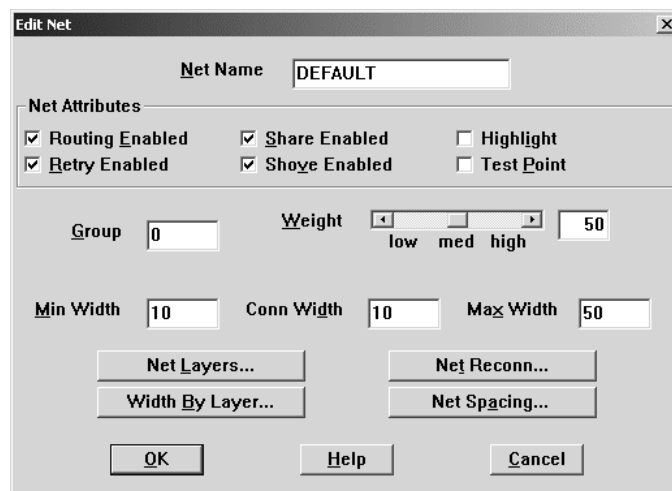 Edit Net
Net Name DEFAULT
Net Attributes
Routing Enabled Share Enabled Highlight
Retry Enabled Shove Enabled Test Point
Group 0 Weight 50
low med high
Min Width 10 Conn Width 10 Max Width 50
Net Layers... Net Reconn...
Width By Layer... Net Spacing...
OK Help Cancel